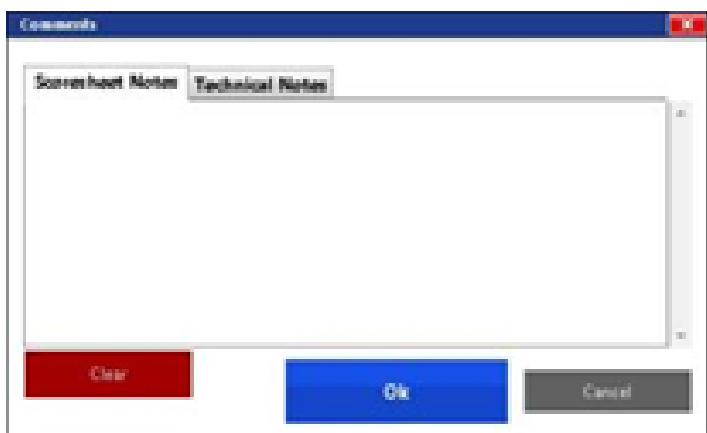 Comments
Scoresheet Notes Technical Notes
Clear
Ok
Cancel